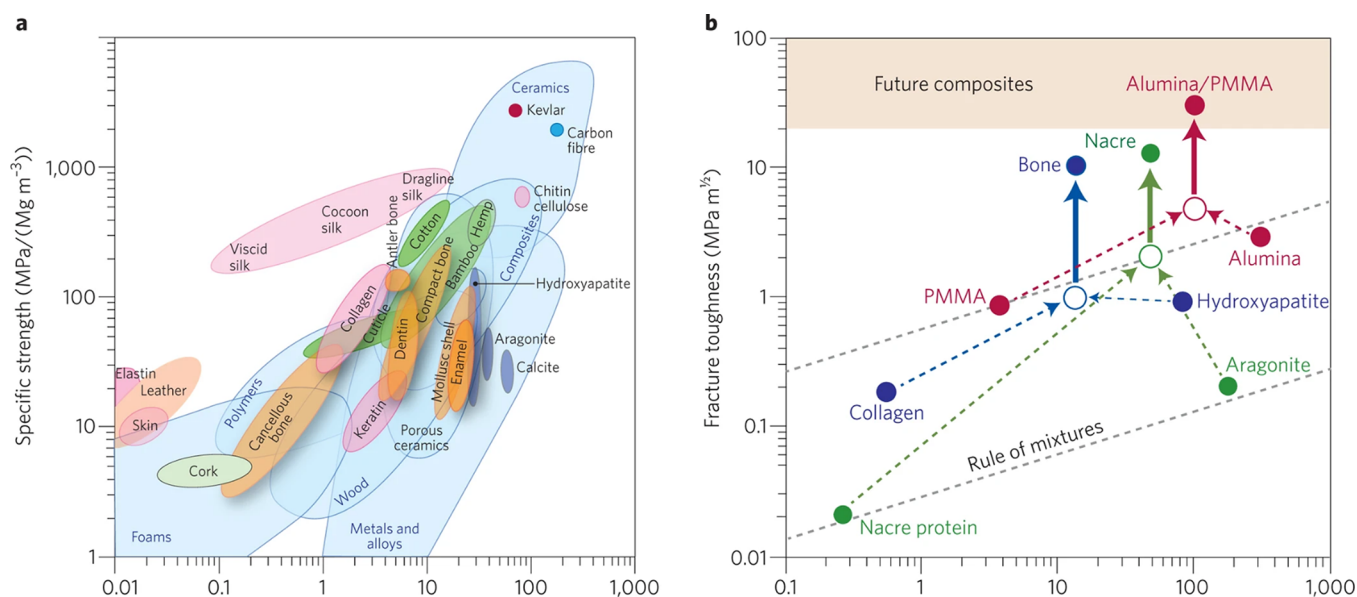 a
Specific strength (MPa/(Mg m⁻³))
1,000
100
10
1
0.01
0.1
1
10
100
1,000
Ceramics
Kevlar
Carbon
fibre
Dragline
silk
Cocoon
silk
Viscid
silk
Chitin
cellulose
Antler bone
Cotton
Hemp
Bamboo
Compact bone
Composites
Hydroxyapatite
Collagen
Cuticle
Dentin
Mollusc shell
Enamel
Aragonite
Calcite
Elastin
Leather
Skin
Polymers
Cancellous
bone
Keratin
Porous
ceramics
Cork
Wood
Foams
Metals and
alloys
b
Fracture toughness (MPa m½)
100
10
1
0.1
0.01
0.1
1
10
100
1,000
Future composites
Alumina/PMMA
Nacre
Bone
Alumina
PMMA
Hydroxyapatite
Aragonite
Collagen
Rule of mixtures
Nacre protein